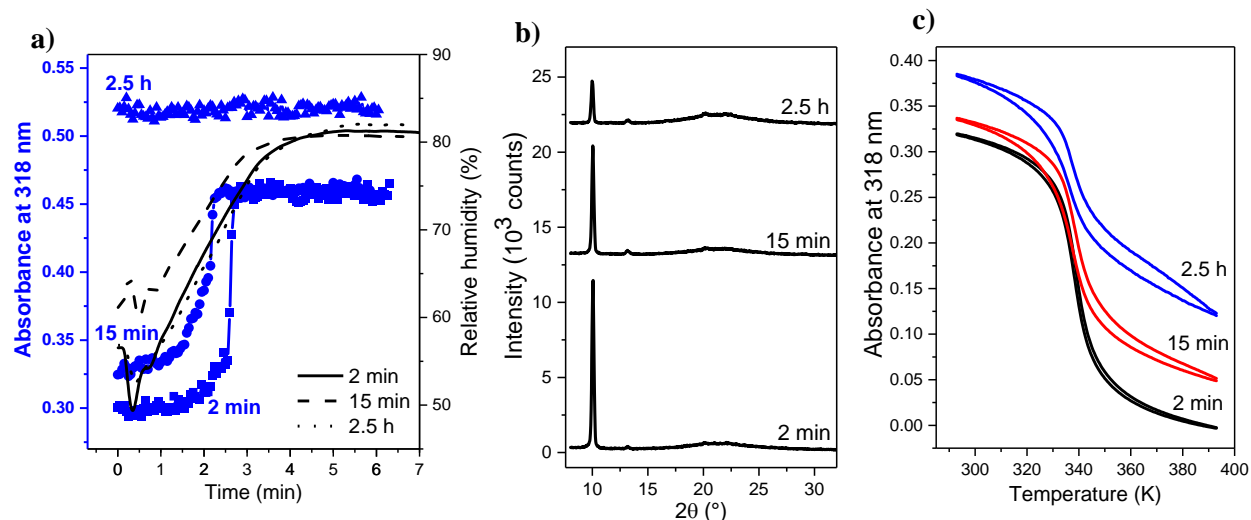 a)
Absorbance at 318 nm
0.55
0.50
0.45
0.40
0.35
0.30
2.5 h
15 min
2 min
2 min
15 min
2.5 h
90
80
70
60
50
Relative humidity (%)
0 1 2 3 4 5 6 7
Time (min)
b)
Intensity (10³ counts)
25
20
15
10
5
0
2.5 h
15 min
2 min
10 15 20 25 30
2θ (°)
c)
Absorbance at 318 nm
0.40
0.35
0.30
0.25
0.20
0.15
0.10
0.05
0.00
2.5 h
15 min
2 min
300 320 340 360 380 400
Temperature (K)